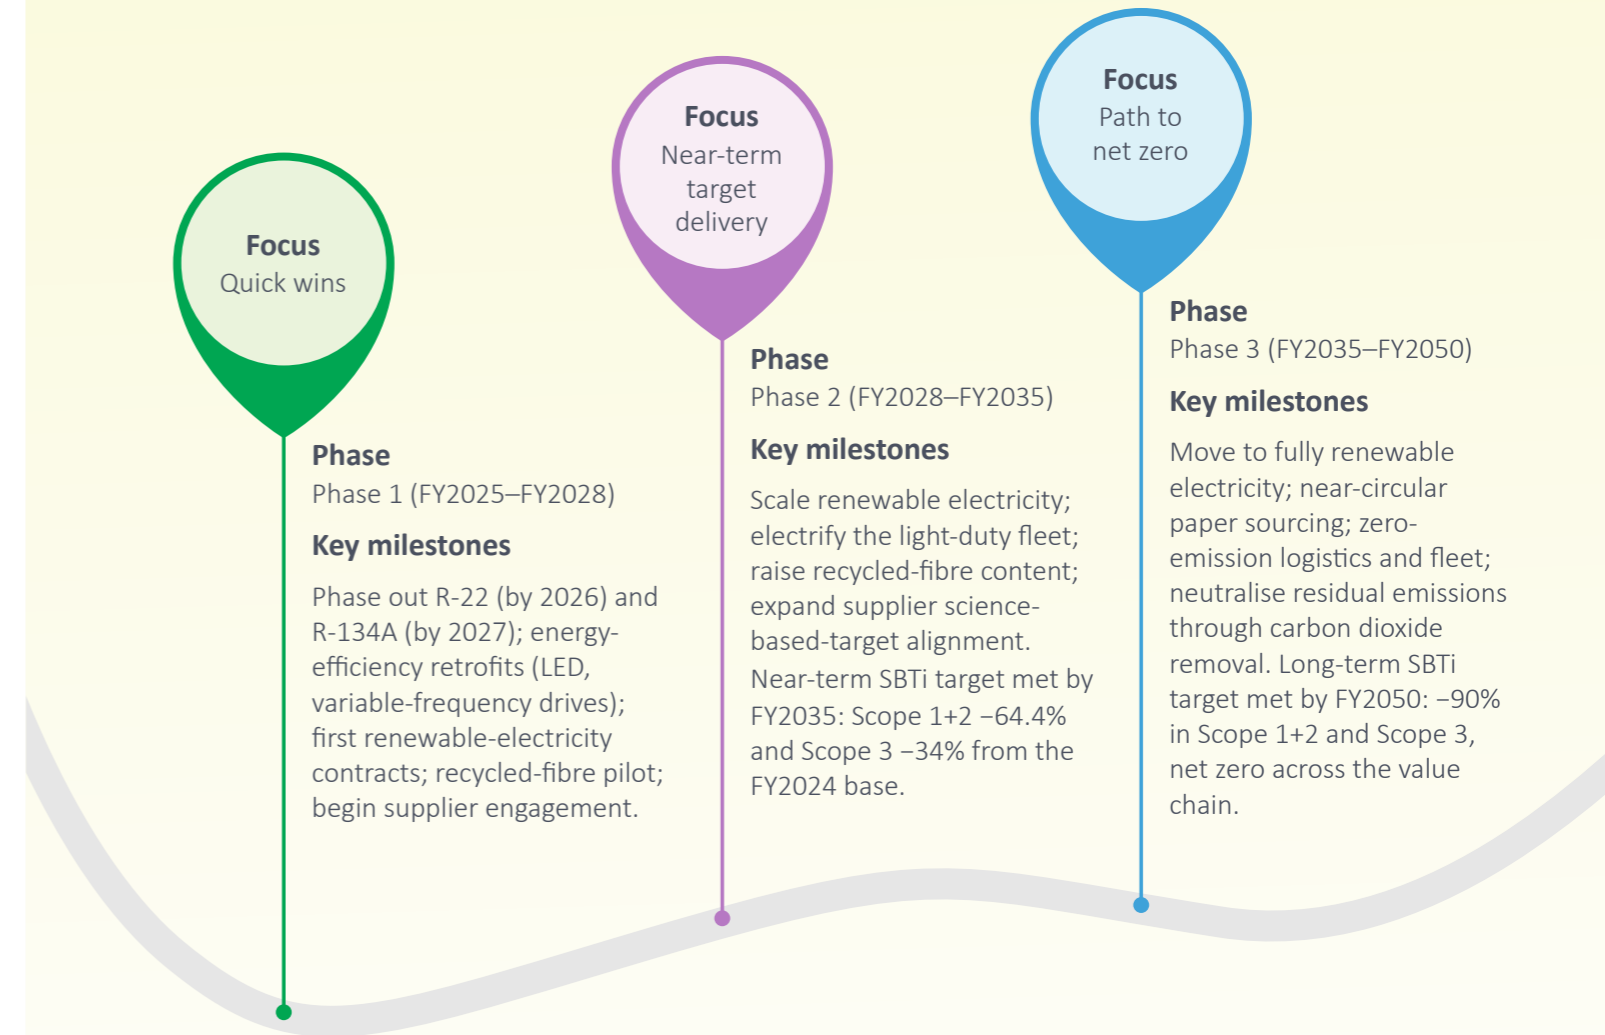 Focus
Quick wins
Phase
Phase 1 (FY2025–FY2028)
Key milestones
Phase out R-22 (by 2026) and
R-134A (by 2027); energy-
efficiency retrofits (LED,
variable-frequency drives);
first renewable-electricity
contracts; recycled-fibre pilot;
begin supplier engagement.
Focus
Near-term
target
delivery
Phase
Phase 2 (FY2028–FY2035)
Key milestones
Scale renewable electricity;
electrify the light-duty fleet;
raise recycled-fibre content;
expand supplier science-
based-target alignment.
Near-term SBTi target met by
FY2035: Scope 1+2 −64.4%
and Scope 3 −34% from the
FY2024 base.
Focus
Path to
net zero
Phase
Phase 3 (FY2035–FY2050)
Key milestones
Move to fully renewable
electricity; near-circular
paper sourcing; zero-
emission logistics and fleet;
neutralise residual emissions
through carbon dioxide
removal. Long-term SBTi
target met by FY2050: −90%
in Scope 1+2 and Scope 3,
net zero across the value
chain.